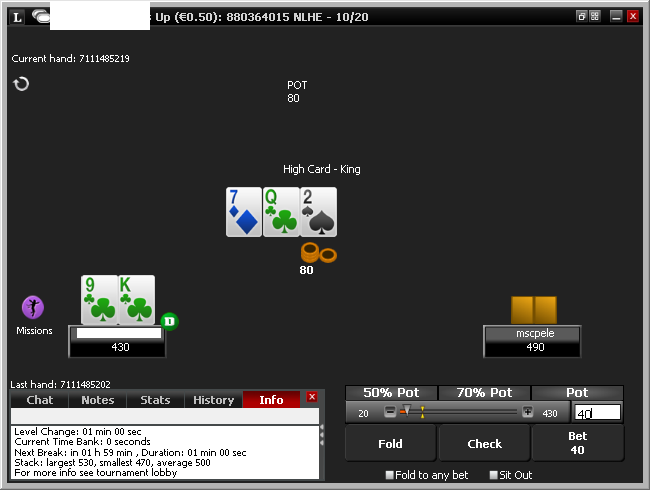 L s Up (€0.50): 880364015 NLHE - 10/20
Current hand: 7111485219
POT
80
High Card - King
7 Q 2
80
9 K
D
Missions
430
mscpele
490
Last hand: 7111485202
Chat Notes Stats History Info
50% Pot 70% Pot Pot
20 430 40
Level Change: 01 min 00 sec
Current Time Bank: 0 seconds
Next Break: in 01 h 59 min , Duration: 01 min 00 sec
Stack: largest 530, smallest 470, average 500
For more info see tournament lobby
Fold Check Bet
40
Fold to any bet Sit Out